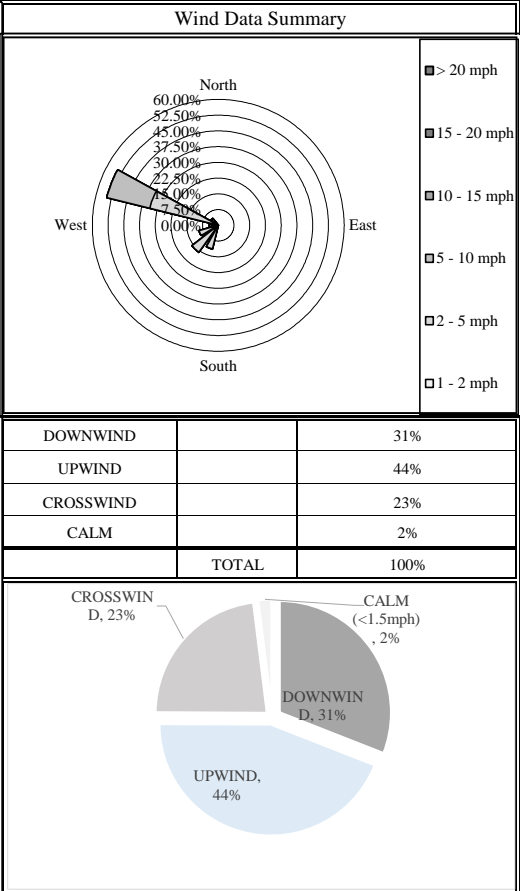 Wind Data Summary
North
60.00%
52.50%
45.00%
37.50%
30.00%
22.50%
15.00%
7.50%
0.00%
West
East
South
> 20 mph
15 - 20 mph
10 - 15 mph
5 - 10 mph
2 - 5 mph
1 - 2 mph
DOWNWIND 31%
UPWIND 44%
CROSSWIND 23%
CALM 2%
TOTAL 100%
CROSSWIN
D, 23%
CALM
(<1.5mph)
, 2%
DOWNWIN
D, 31%
UPWIND,
44%